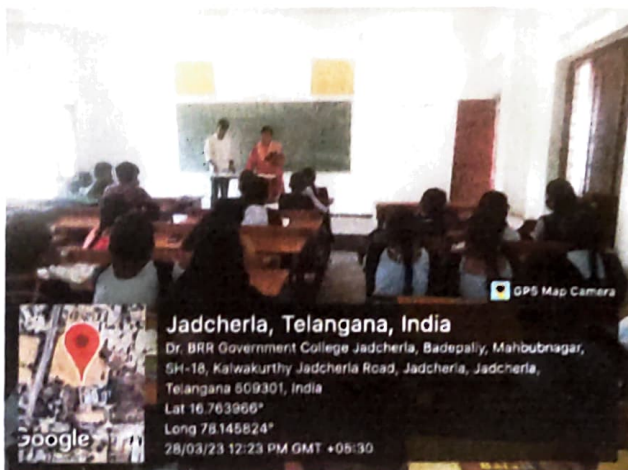 GPS Map Camera
Jadcherla, Telangana, India
Dr. BRR Government College Jadcherla, Badepally, Mahbubnagar,
SH-18, Kalwakurthy Jadcherla Road, Jadcherla, Jadcherla,
Telangana 509301, India
Lat 16.763966°
Long 78.145824°
28/03/23 12:23 PM GMT +05:30
Google